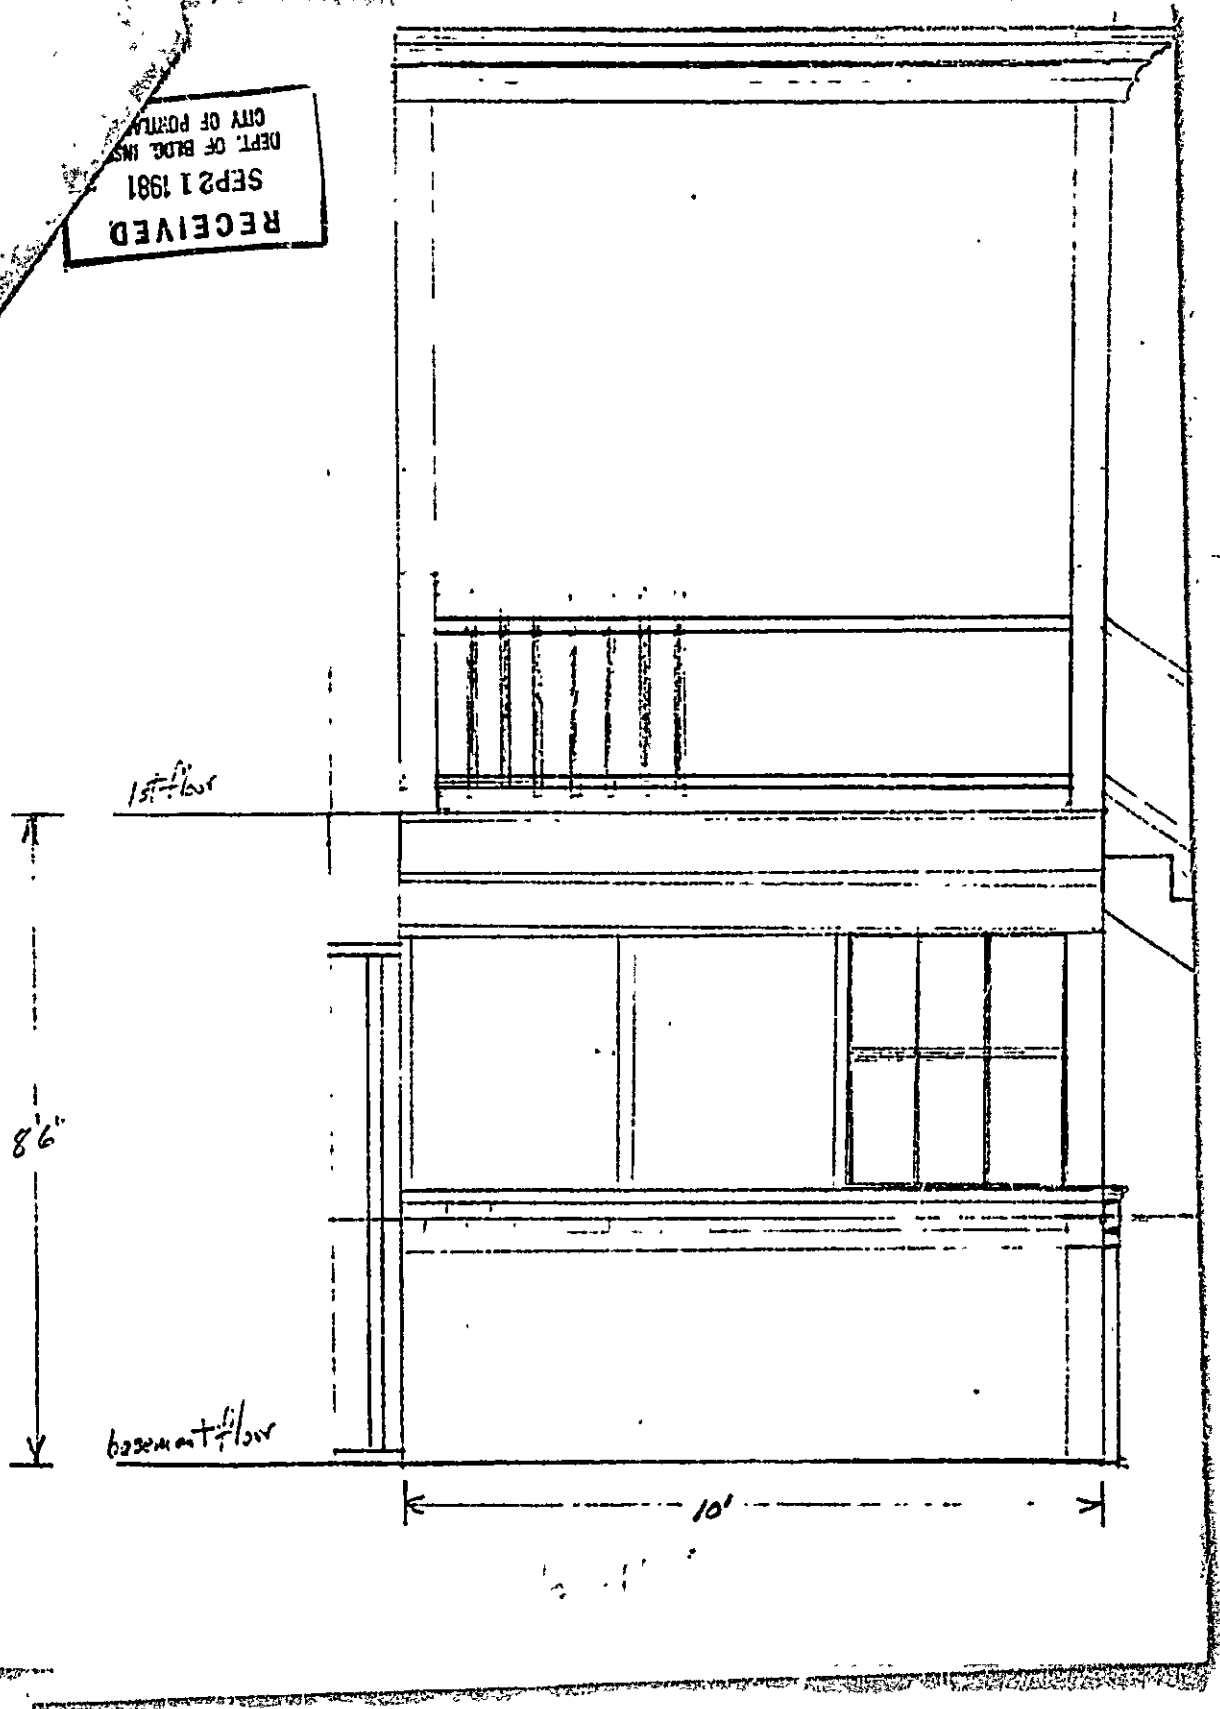 RECEIVED
SEP 21 1981
DEPT. OF BLDG. INS
CITY OF PORTLA
1st floor
8'6"
basement floor
10'